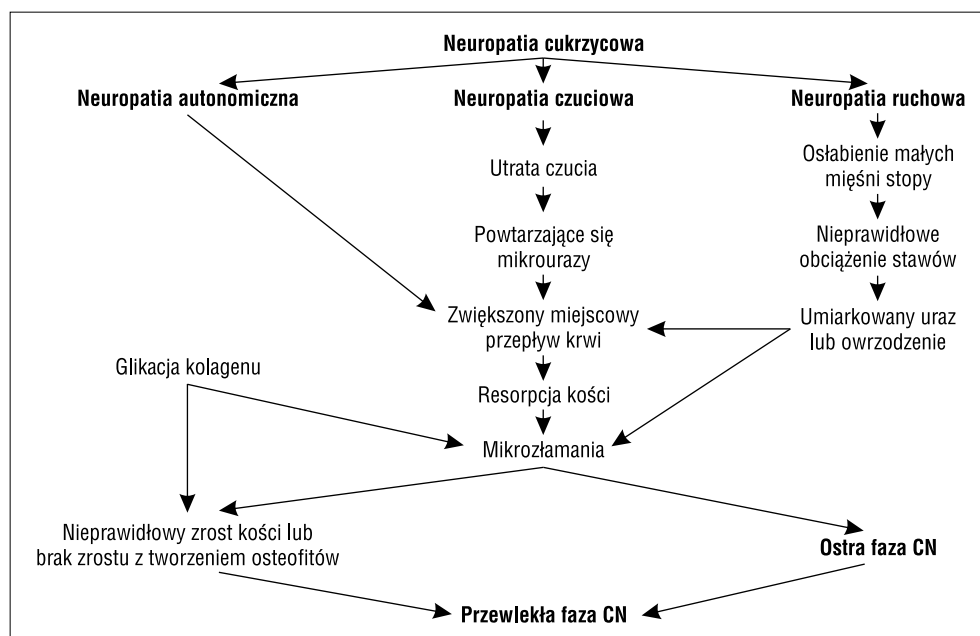 Neuropatia cukrzycowa
Neuropatia autonomiczna
Neuropatia czuciowa
Neuropatia ruchowa
Utrata czucia
Osłabienie małych
mięśni stopy
Powtarzające się
mikrourazy
Nieprawidłowe
obciążenie stawów
Zwiększony miejscowy
przepływ krwi
Umiarkowany uraz
lub owrzodzenie
Glikacja kolagenu
Resorpcja kości
Mikrozłamania
Nieprawidłowy zrost kości lub
brak zrostu z tworzeniem osteofitów
Ostra faza CN
Przewlekła faza CN